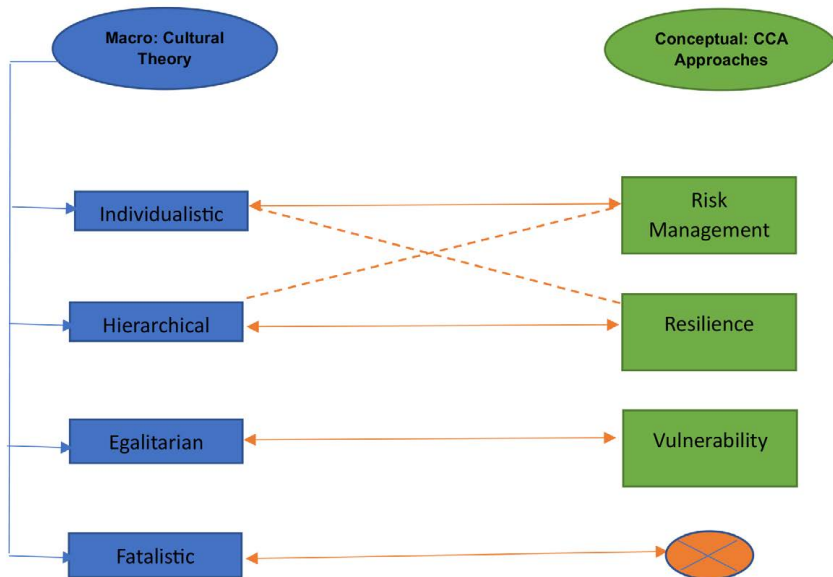 Macro: Cultural
Theory
Conceptual: CCA
Approaches
Individualistic
Risk
Management
Hierarchical
Resilience
Egalitarian
Vulnerability
Fatalistic